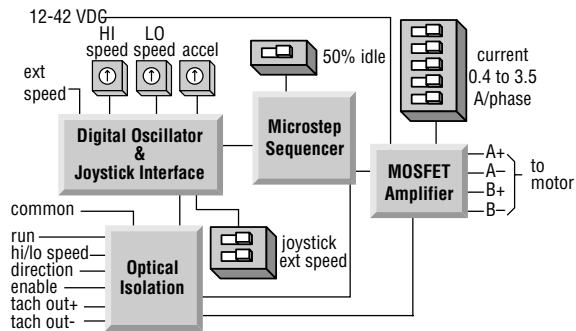 12-42 VDC
HI
speed
LO
speed
accel
ext
speed
50% idle
current
0.4 to 3.5
A/phase
Digital Oscillator
&
Joystick Interface
Microstep
Sequencer
MOSFET
Amplifier
A+
A–
B+
B–
to
motor
common
run
hi/lo speed
direction
enable
tach out+
tach out-
Optical
Isolation
joystick
ext speed